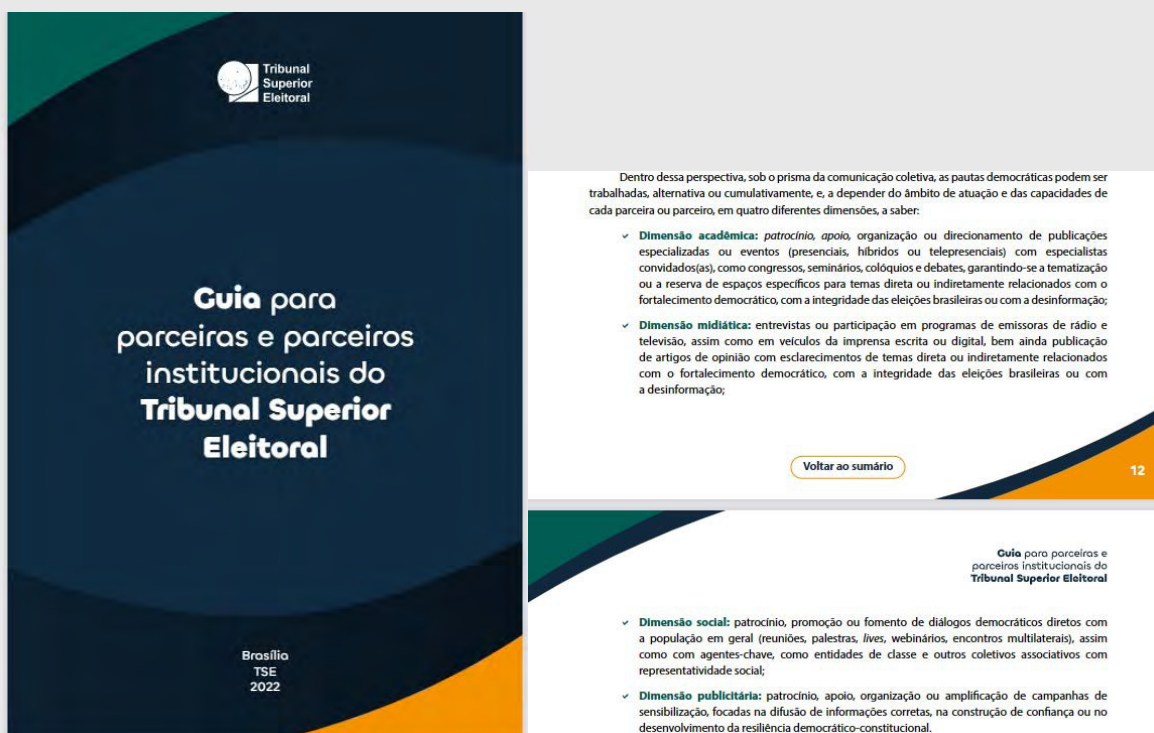 Tribunal
Superior
Eleitoral
Guia para
parceiras e parceiros
institucionais do
Tribunal Superior
Eleitoral
Brasília
TSE
2022
Dentro dessa perspectiva, sob o prisma da comunicação coletiva, as pautas democráticas podem ser
trabalhadas, alternativa ou cumulativamente, e, a depender do âmbito de atuação e das capacidades de
cada parceira ou parceiro, em quatro diferentes dimensões, a saber:
✓ Dimensão acadêmica: patrocínio, apoio, organização ou direcionamento de publicações
especializadas ou eventos (presenciais, híbridos ou telepresenciais) com especialistas
convidados(as), como congressos, seminários, colóquios e debates, garantindo-se a tematização
ou a reserva de espaços específicos para temas direta ou indiretamente relacionados com o
fortalecimento democrático, com a integridade das eleições brasileiras ou com a desinformação;
✓ Dimensão midiática: entrevistas ou participação em programas de emissoras de rádio e
televisão, assim como em veículos da imprensa escrita ou digital, bem ainda publicação
de artigos de opinião com esclarecimentos de temas direta ou indiretamente relacionados
com o fortalecimento democrático, com a integridade das eleições brasileiras ou com
a desinformação;
Voltar ao sumário
12
Guia para parceiras e
parceiros institucionais do
Tribunal Superior Eleitoral
✓ Dimensão social: patrocínio, promoção ou fomento de diálogos democráticos diretos com
a população em geral (reuniões, palestras, lives, webinários, encontros multilaterais), assim
como com agentes-chave, como entidades de classe e outros coletivos associativos com
representatividade social;
✓ Dimensão publicitária: patrocínio, apoio, organização ou amplificação de campanhas de
sensibilização, focadas na difusão de informações corretas, na construção de confiança ou no
desenvolvimento da resiliência democrático-constitucional.